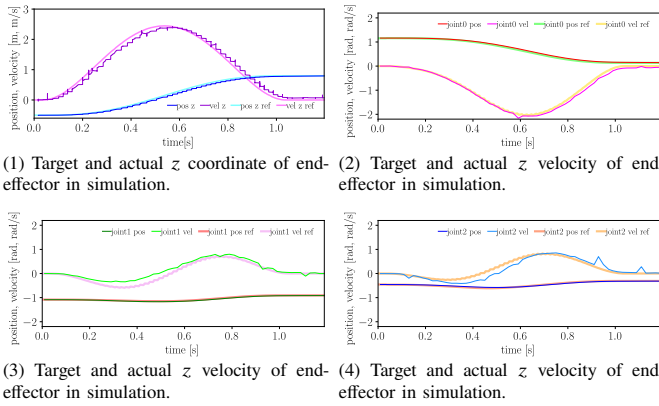 position, velocity [m, m/s]
3
2
1
0
pos z
vel z
pos z ref
vel z ref
0.0 0.2 0.4 0.6 0.8 1.0
time[s]
(1) Target and actual z coordinate of end-
effector in simulation.
position, velocity [rad, rad/s]
joint0 pos
joint0 vel
joint0 pos ref
joint0 vel ref
2
1
0
−1
−2
0.0 0.2 0.4 0.6 0.8 1.0
time [s]
(2) Target and actual z velocity of end
effector in simulation.
position, velocity [rad, rad/s]
joint1 pos
joint1 vel
joint1 pos ref
joint1 vel ref
2
1
0
−1
−2
0.0 0.2 0.4 0.6 0.8 1.0
time [s]
(3) Target and actual z velocity of end-
effector in simulation.
position, velocity [rad, rad/s]
joint2 pos
joint2 vel
joint2 pos ref
joint2 vel ref
2
1
0
−1
−2
0.0 0.2 0.4 0.6 0.8 1.0
time [s]
(4) Target and actual z velocity of end
effector in simulation.